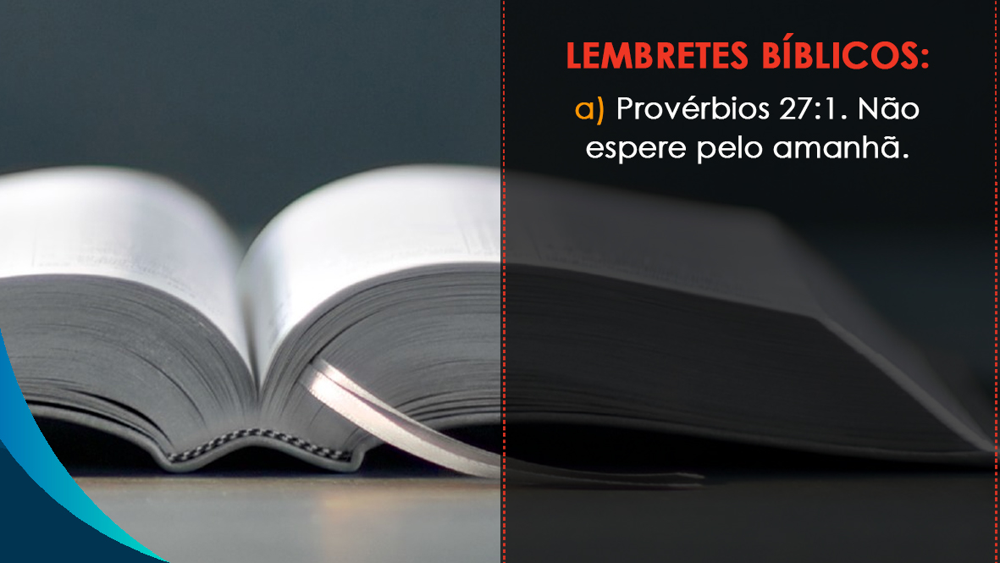 LEMBRETES BÍBLICOS:
a) Provérbios 27:1. Não
espere pelo amanhã.